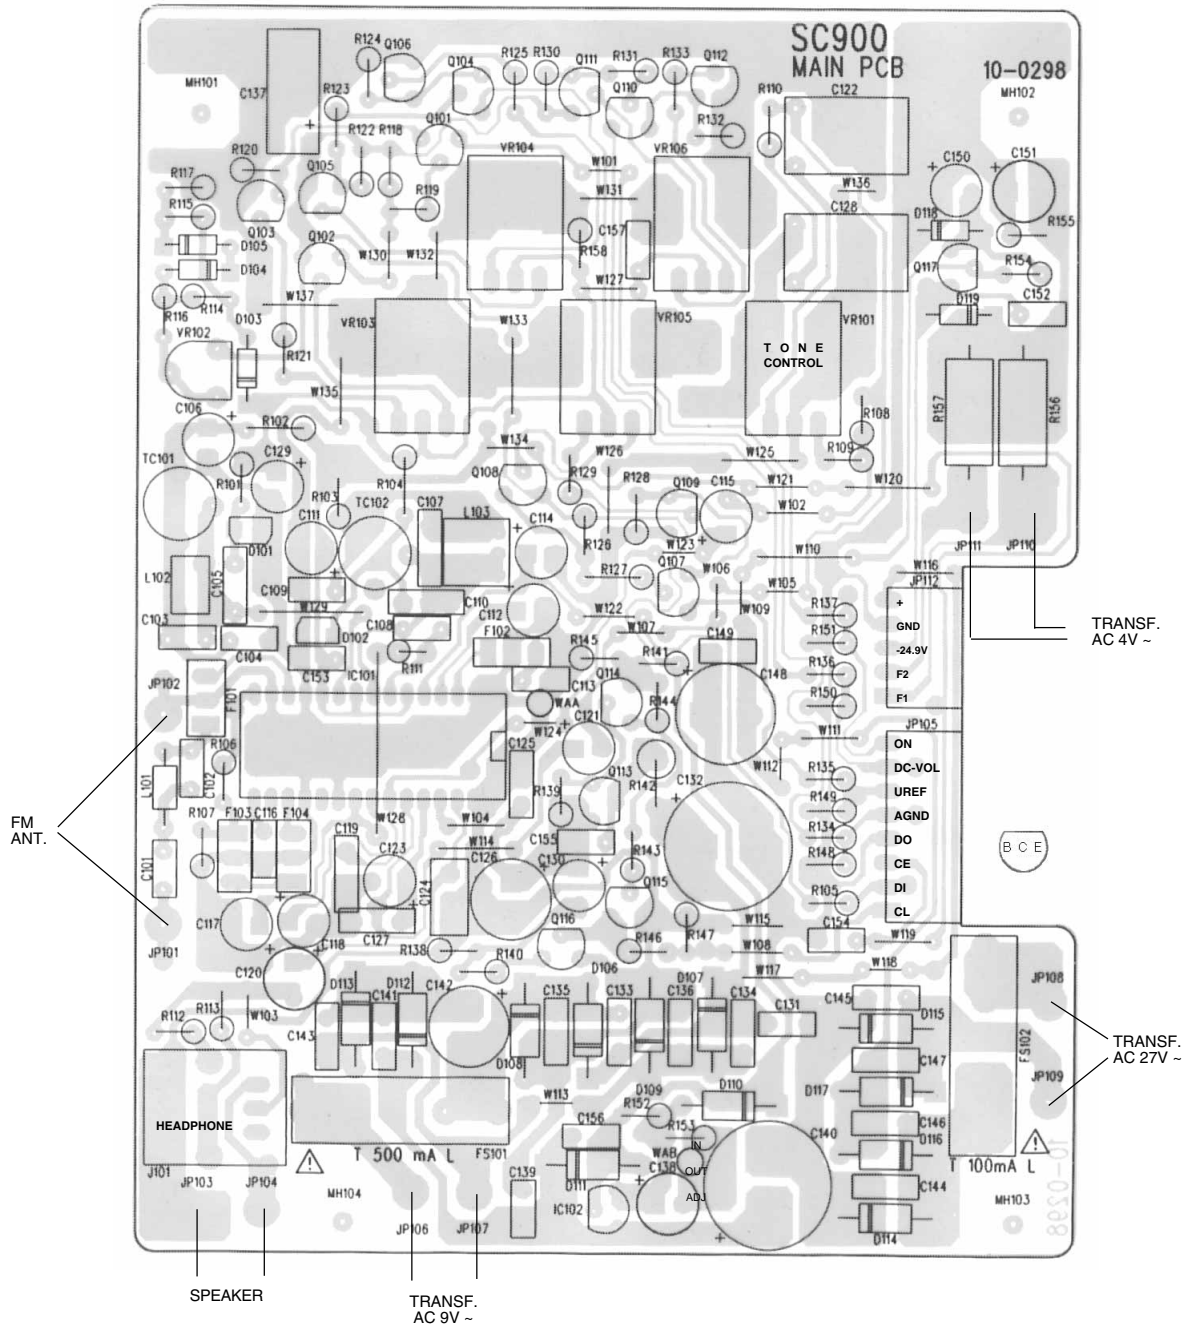 SC900
MAIN PCB
10-0298
MH101
MH102
C137
R124
Q106
Q104
R125
R130
Q111
R131
R133
Q112
R123
Q101
Q110
R110
C122
R132
R122
R118
VR104
W101
VR106
C150
C151
R120
R117
Q105
R119
W131
W136
R115
C128
D118
R155
Q103
D105
Q102
C157
R158
W130
W132
Q117
R154
D104
W127
W137
D119
C152
R116
R114
D103
VR103
W133
VR105
VR101
VR102
T O N E
CONTROL
R121
W135
R157
R156
C106
R102
R108
R109
TC101
C129
W134
W126
W125
R101
R104
Q108
R129
R128
Q109
C115
W121
W120
R103
TC102
C107
L103
W102
C111
C114
R126
D101
W123
W110
JP111
JP110
L102
C105
C109
R127
Q107
W106
W105
W116
JP112
W129
C110
C112
W109
R137
+
GND
-24.9V
F2
F1
TRANSF.
AC 4V ~
C103
D102
C108
W122
W107
R151
C104
F102
R145
C149
C153
IC101
R111
R141
C148
R136
JP102
F101
C113
Q114
R144
R150
WAA
JP105
W124
C121
W111
ON
DC-VOL
UREF
AGND
DO
CE
DI
CL
R106
C125
W112
L101
C102
Q113
R142
C132
R135
R139
R149
FM
ANT.
R107
F103
C116
F104
C119
W128
W104
R134
W114
C155
B C E
C101
C123
C126
C130
R143
R148
C124
Q115
R105
C117
C118
Q116
R147
W115
C154
W119
JP101
C127
R138
R146
W108
C120
R140
D106
D107
W117
W118
JP108
D113
D112
C142
C135
C133
C136
C134
C131
C145
R112
R113
W103
C143
C141
D115
D108
FS102
TRANSF.
AC 27V ~
C147
JP109
W113
D109
D110
D117
R152
HEADPHONE
C156
R153
IN
C140
C146
D116
J101
T 500 mA L
FS101
WAB
OUT
T 100mA L
JP103
JP104
MH104
C139
D111
C138
ADJ
C144
MH103
IC102
JP106
JP107
D114
10-0298
SPEAKER
TRANSF.
AC 9V ~